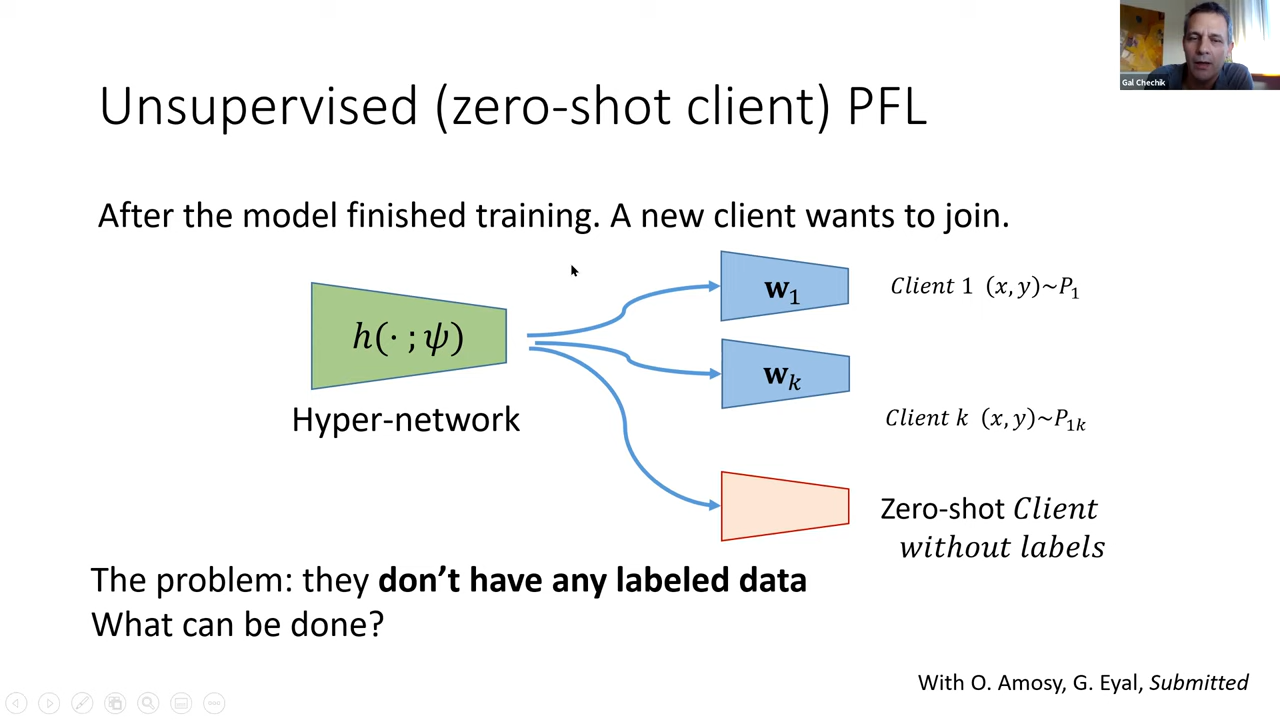 Gal Chechik
Unsupervised (zero-shot client) PFL
After the model finished training. A new client wants to join.
h(· ; ψ)
Hyper-network
w₁
Client 1 (x, y)~P₁
wₖ
Client k (x, y)~P₁ₖ
Zero-shot Client
without labels
The problem: they don’t have any labeled data
What can be done?
With O. Amosy, G. Eyal, Submitted